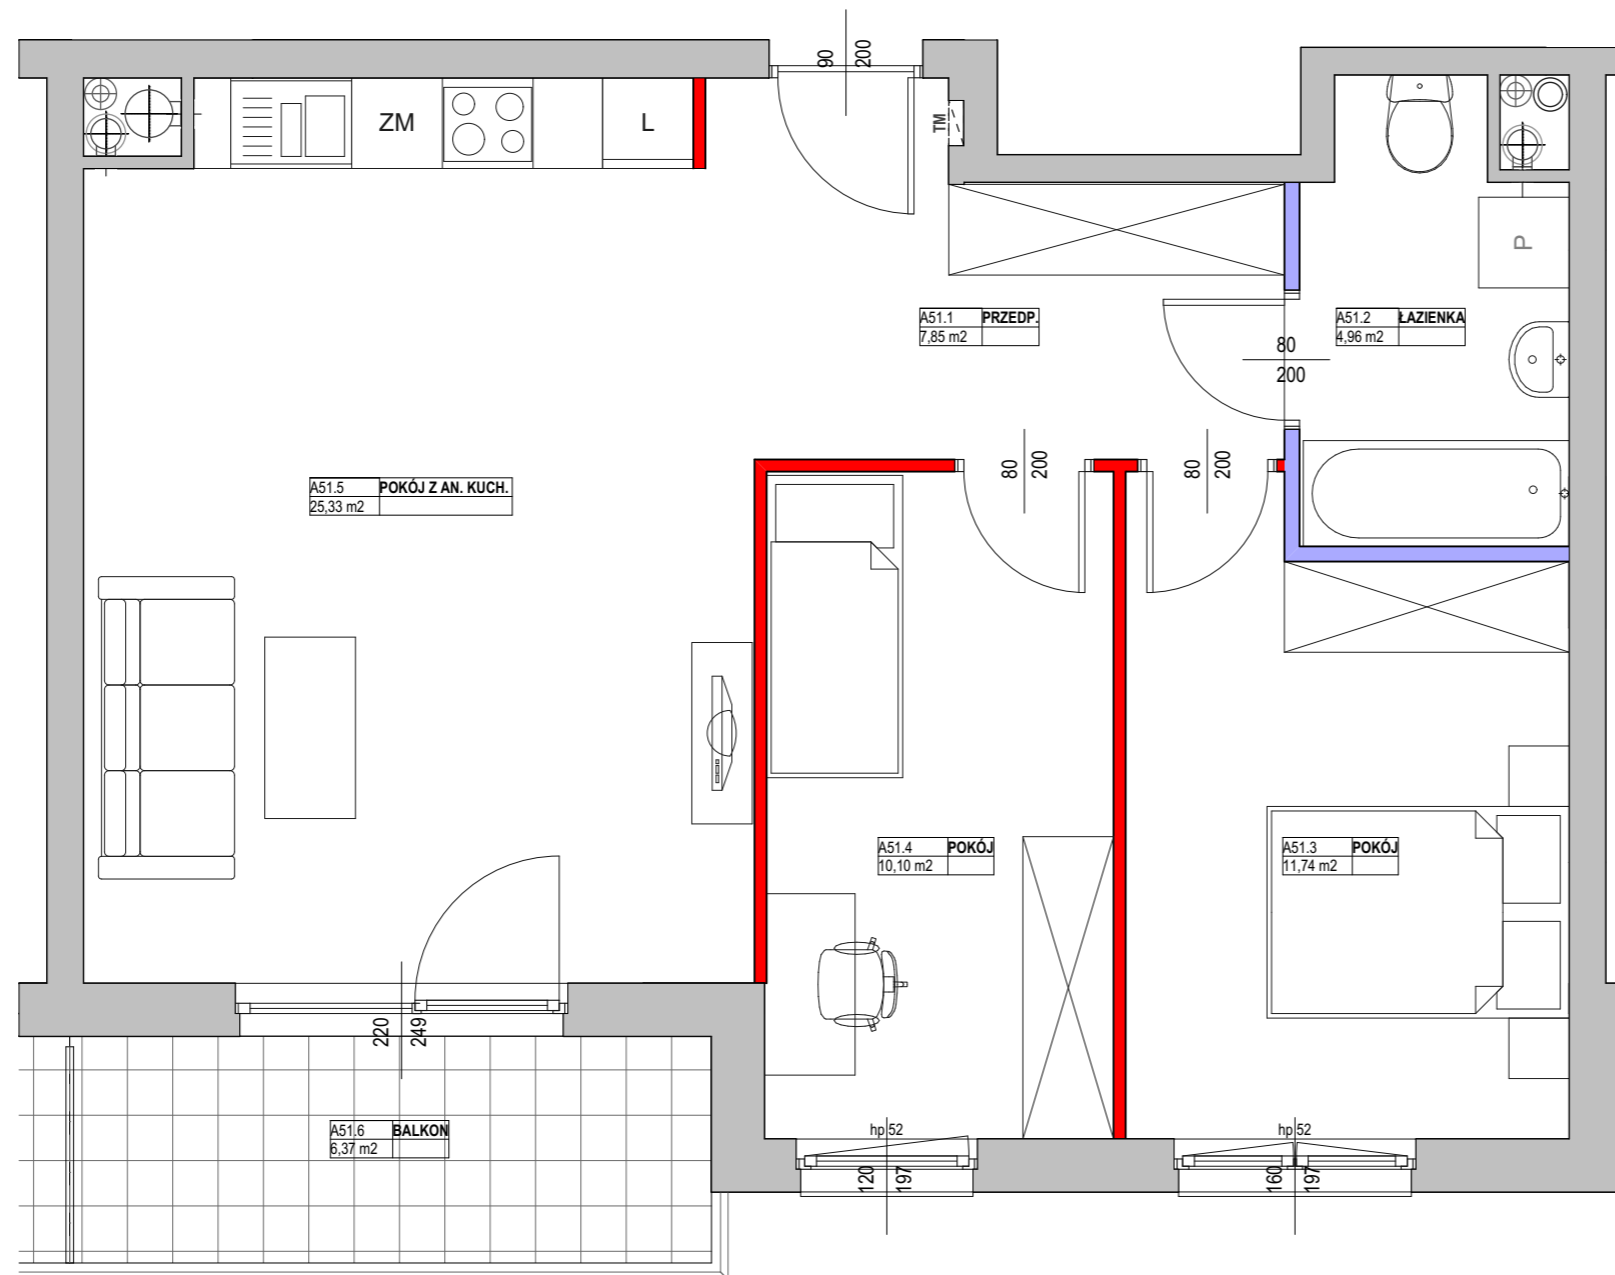 90
200
ZM
L
TM
P
A51.1 PRZEDP.
7,85 m2
A51.2 ŁAZIENKA
4,96 m2
80
200
80
200
80
200
A51.5 POKÓJ Z AN. KUCH.
25,33 m2
A51.4 POKÓJ
10,10 m2
A51.3 POKÓJ
11,74 m2
220
249
A51.6 BALKON
6,37 m2
hp 52
120
197
hp 52
160
197